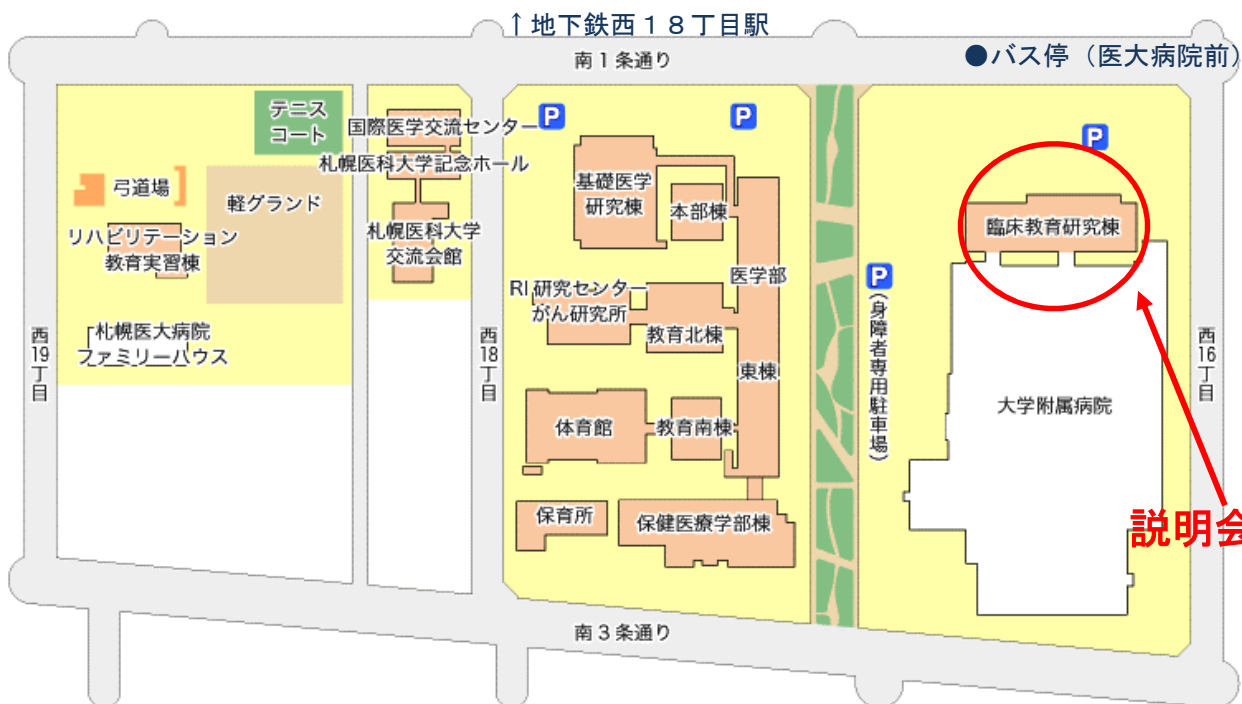 ↑地下鉄西１８丁目駅
南１条通り
●バス停（医大病院前）
テニス
コート
国際医学交流センター
札幌医科大学記念ホール
P
P
P
弓道場
軽グランド
基礎医学
研究棟
本部棟
臨床教育研究棟
リハビリテーション
教育実習棟
札幌医科大学
交流会館
医学部
東棟
P
(身障者専用駐車場)
RI研究センター
がん研究所
教育北棟
札幌医大病院
ファミリーハウス
西19丁目
西18丁目
西16丁目
大学附属病院
体育館
教育南棟
保育所
保健医療学部棟
説明会
南３条通り